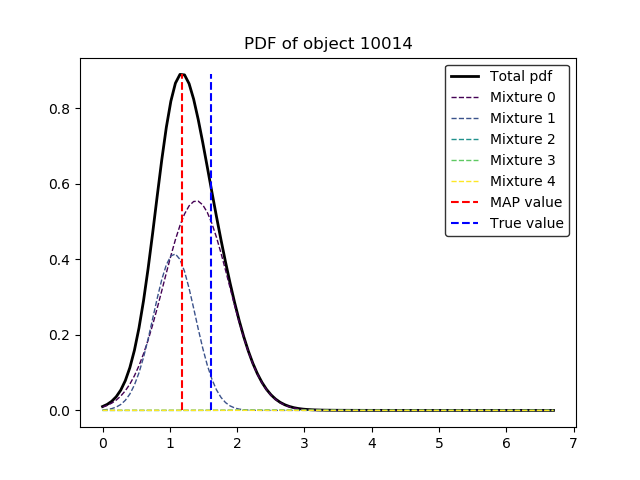 PDF of object 10014
Total pdf
Mixture 0
Mixture 1
Mixture 2
Mixture 3
Mixture 4
MAP value
True value
0.8
0.6
0.4
0.2
0.0
0 1 2 3 4 5 6 7